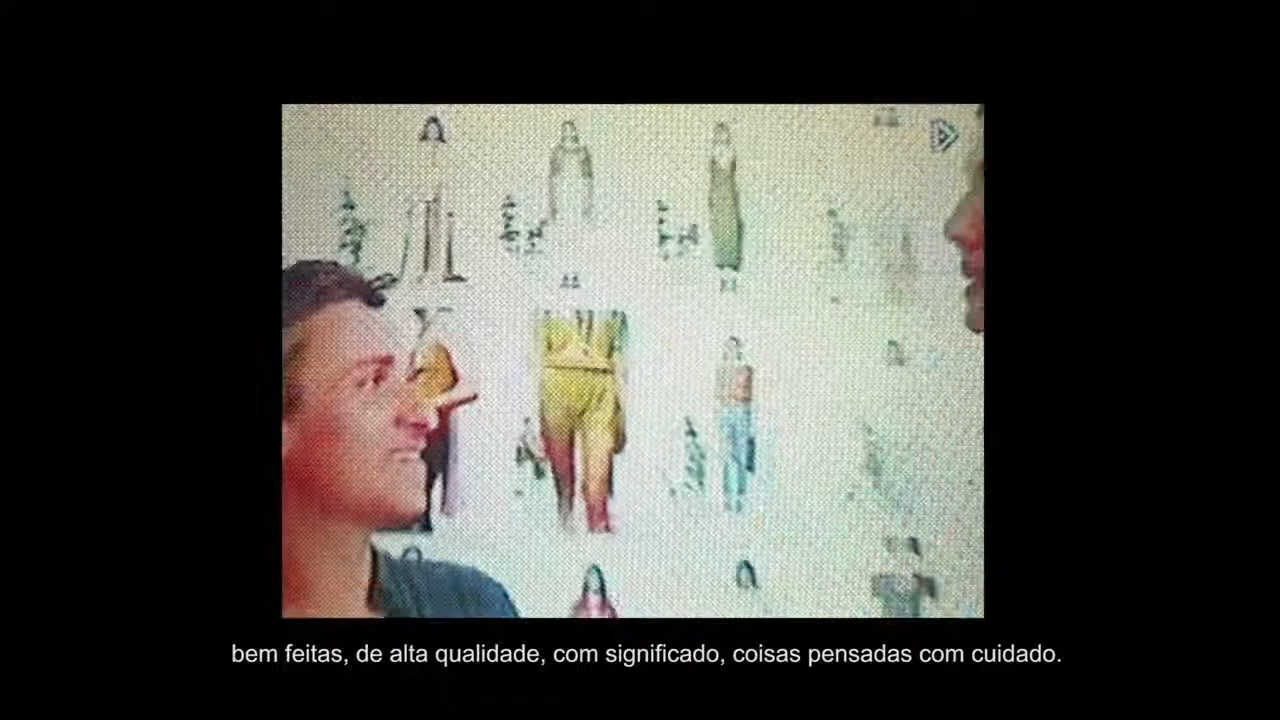 bem feitas, de alta qualidade, com significado, coisas pensadas com cuidado.